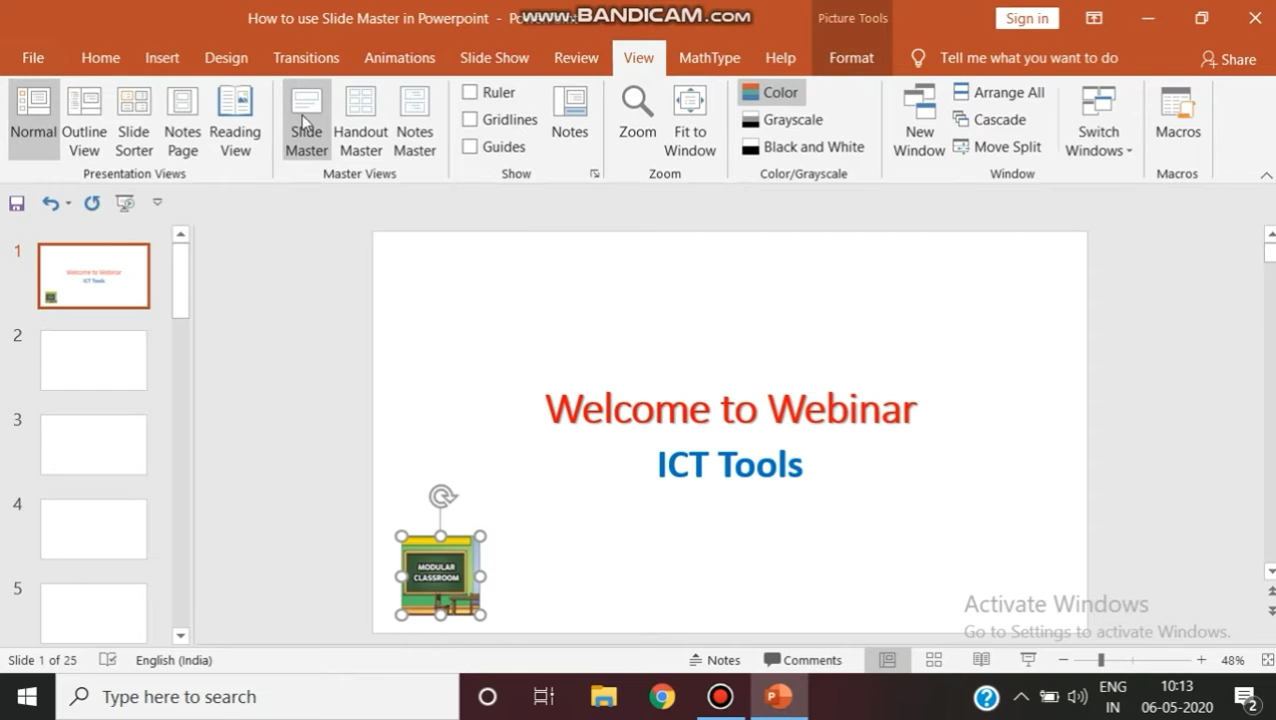 How to use Slide Master in Powerpoint - Po
www.BANDICAM.com
Picture Tools
Sign in
File Home Insert Design Transitions Animations Slide Show Review View MathType Help Format Tell me what you want to do Share
Normal
Outline View
Slide Sorter
Notes Page
Reading View
Presentation Views
Slide Master
Handout Master
Notes Master
Master Views
Ruler
Gridlines
Guides
Show
Notes
Zoom
Fit to Window
Zoom
Color
Grayscale
Black and White
Color/Grayscale
New Window
Arrange All
Cascade
Move Split
Switch Windows
Window
Macros
Macros
1
Welcome to Webinar
ICT Tools
2
3
4
5
Welcome to Webinar
ICT Tools
MODULAR
CLASSROOM
Activate Windows
Go to Settings to activate Windows.
Slide 1 of 25 English (India) Notes Comments 48%
Type here to search
ENG
IN
10:13
06-05-2020
2